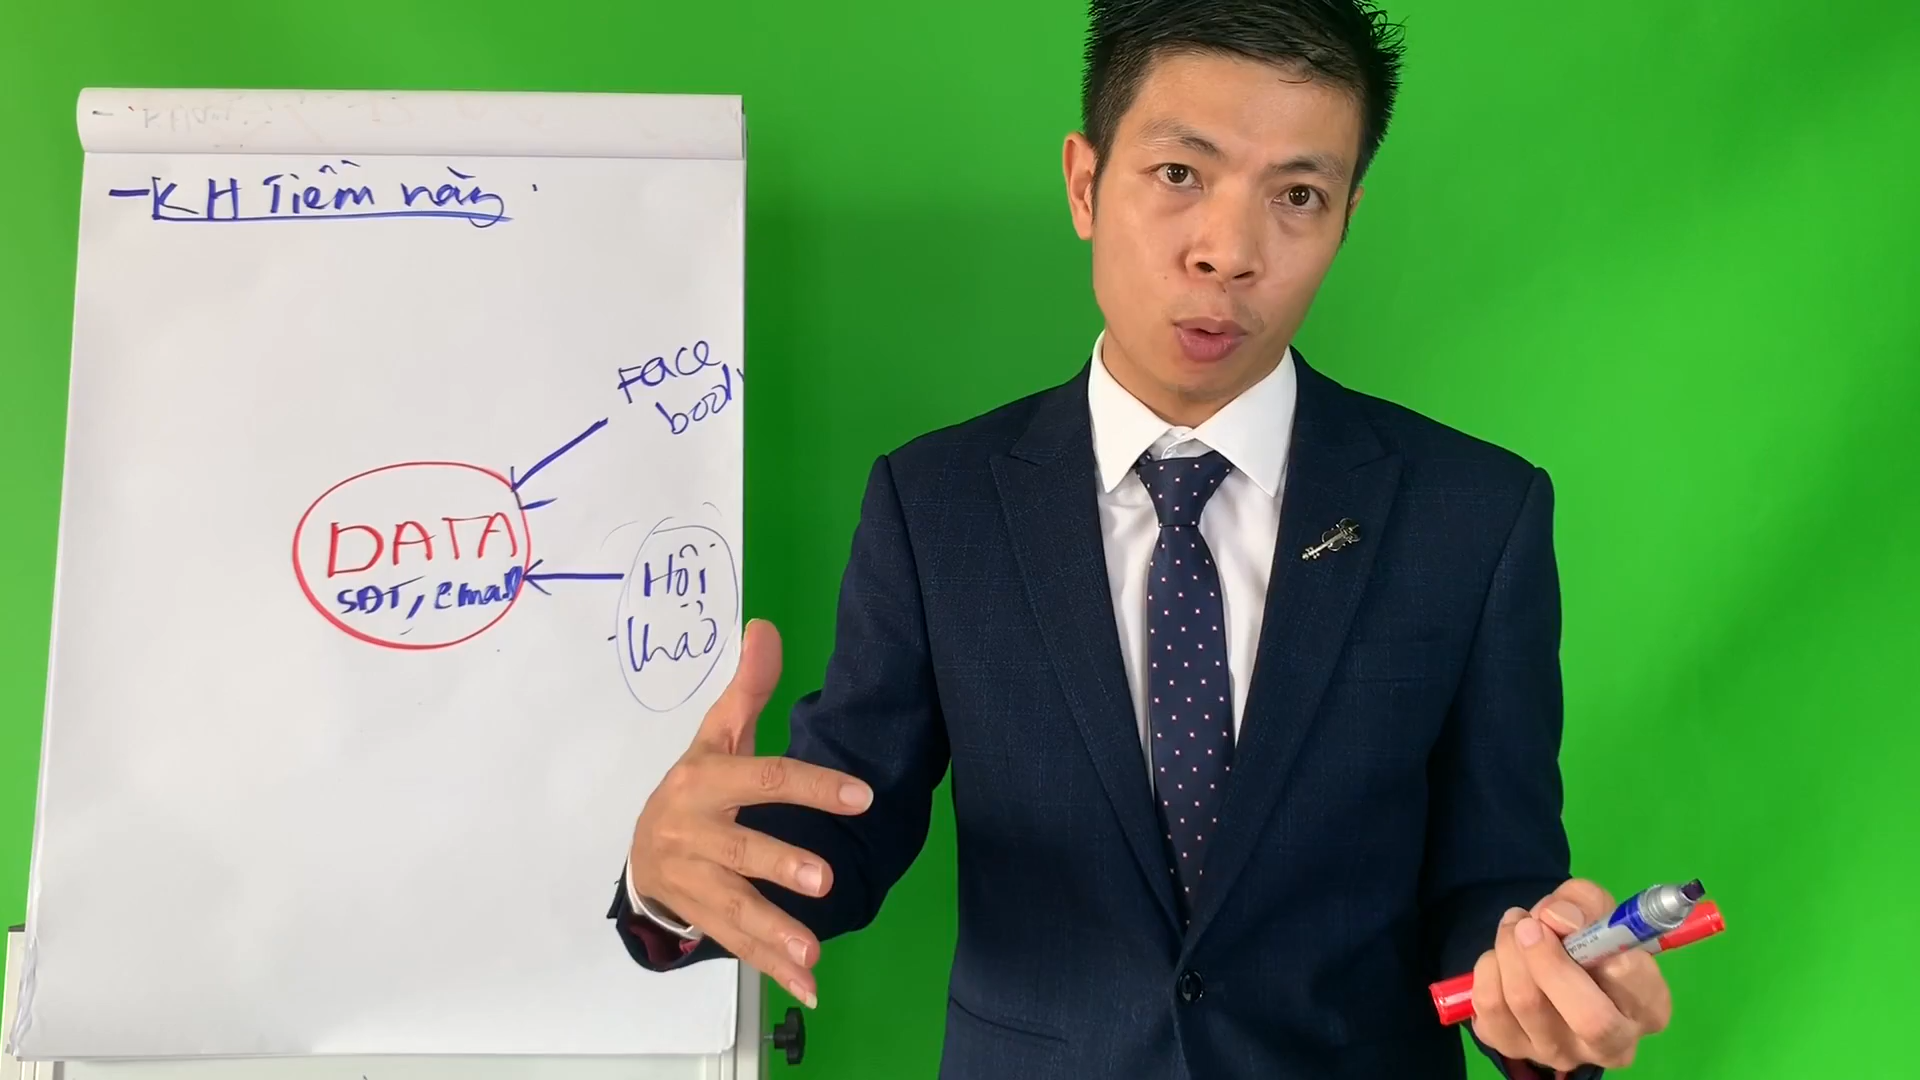 - KH Tiềm năng
Face
book
DATA
SĐT, Email
Hội
thảo